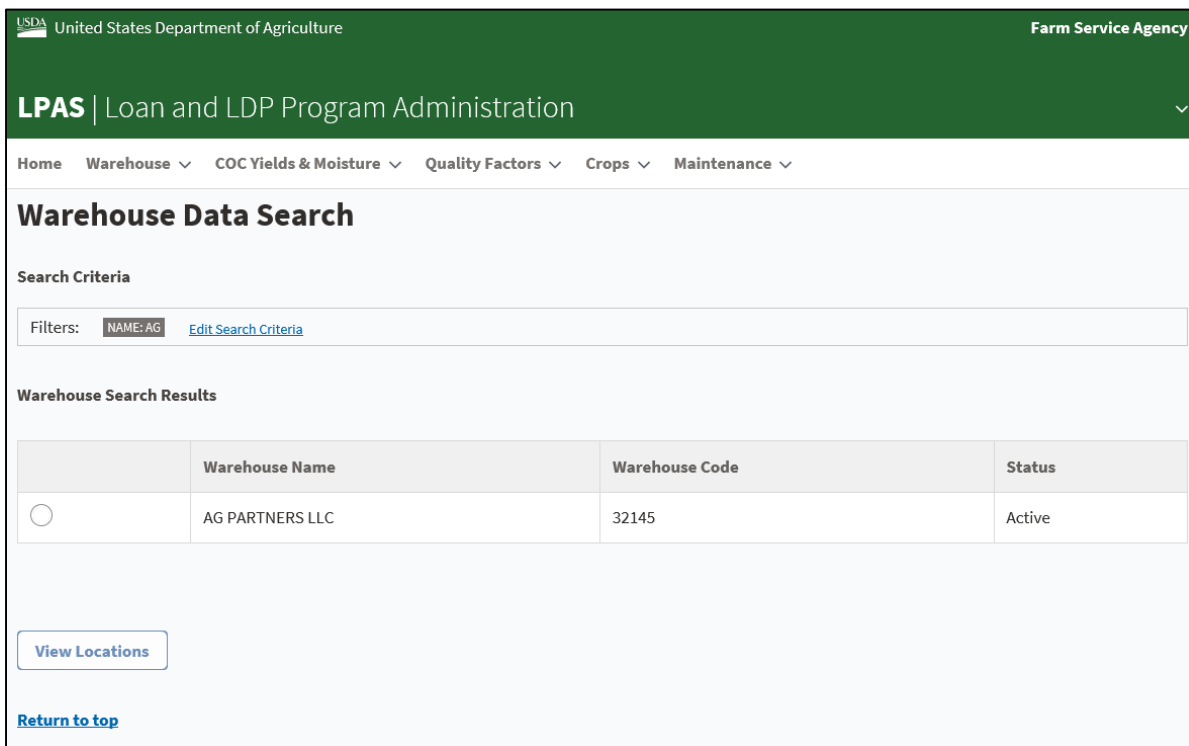 USDA United States Department of Agriculture Farm Service Agency
LPAS | Loan and LDP Program Administration
Home Warehouse COC Yields & Moisture Quality Factors Crops Maintenance
Warehouse Data Search
Search Criteria
Filters: NAME: AG Edit Search Criteria
Warehouse Search Results
Warehouse Name Warehouse Code Status
AG PARTNERS LLC 32145 Active
View Locations
Return to top